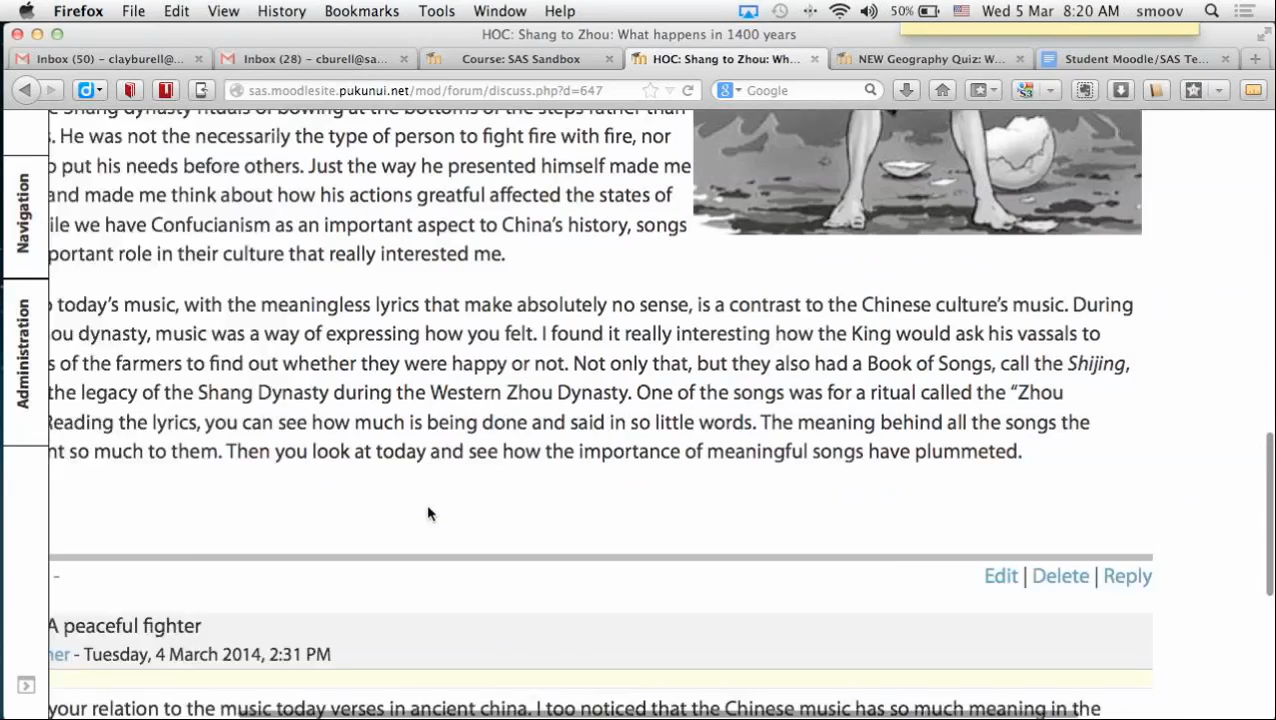 Firefox File Edit View History Bookmarks Tools Window Help 50% Wed 5 Mar 8:20 AM smoov
HOC: Shang to Zhou: What happens in 1400 years
Inbox (50) – clayburell@... Inbox (28) – cburell@sa... Course: SAS Sandbox HOC: Shang to Zhou: Wh... NEW Geography Quiz: W... Student Moodle/SAS Te...
sas.moodlesite.pukunui.net/mod/forum/discuss.php?d=647 Google
e Shang dynasty rituals of bowing at the bottoms of the steps rather than
s. He was not the necessarily the type of person to fight fire with fire, nor
o put his needs before others. Just the way he presented himself made me
and made me think about how his actions greatful affected the states of
ile we have Confucianism as an important aspect to China's history, songs
portant role in their culture that really interested me.
o today's music, with the meaningless lyrics that make absolutely no sense, is a contrast to the Chinese culture's music. During
ou dynasty, music was a way of expressing how you felt. I found it really interesting how the King would ask his vassals to
s of the farmers to find out whether they were happy or not. Not only that, but they also had a Book of Songs, call the Shijing,
the legacy of the Shang Dynasty during the Western Zhou Dynasty. One of the songs was for a ritual called the "Zhou
Reading the lyrics, you can see how much is being done and said in so little words. The meaning behind all the songs the
nt so much to them. Then you look at today and see how the importance of meaningful songs have plummeted.
Navigation
Administration
Edit | Delete | Reply
A peaceful fighter
ner - Tuesday, 4 March 2014, 2:31 PM
your relation to the music today verses in ancient china. I too noticed that the Chinese music has so much meaning in the